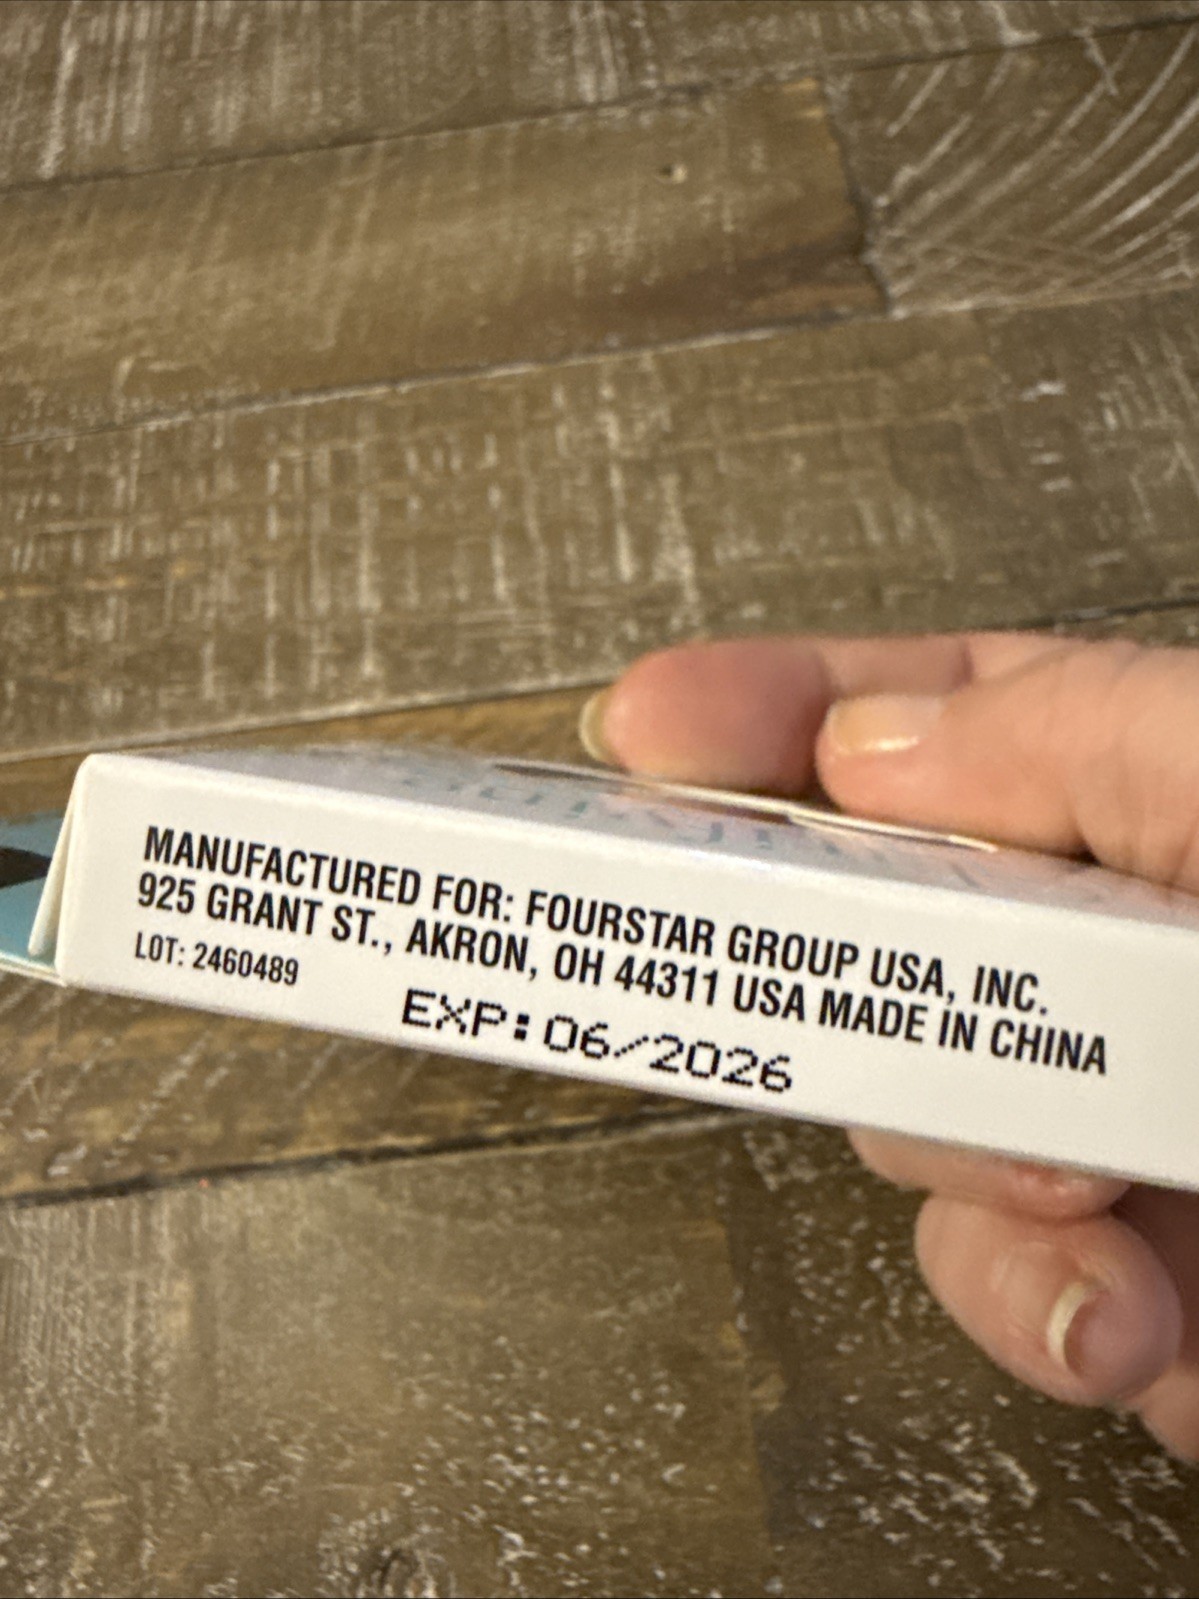 MANUFACTURED FOR: FOURSTAR GROUP USA, INC.
925 GRANT ST., AKRON, OH 44311 USA MADE IN CHINA
LOT: 2460489
EXP: 06/2026